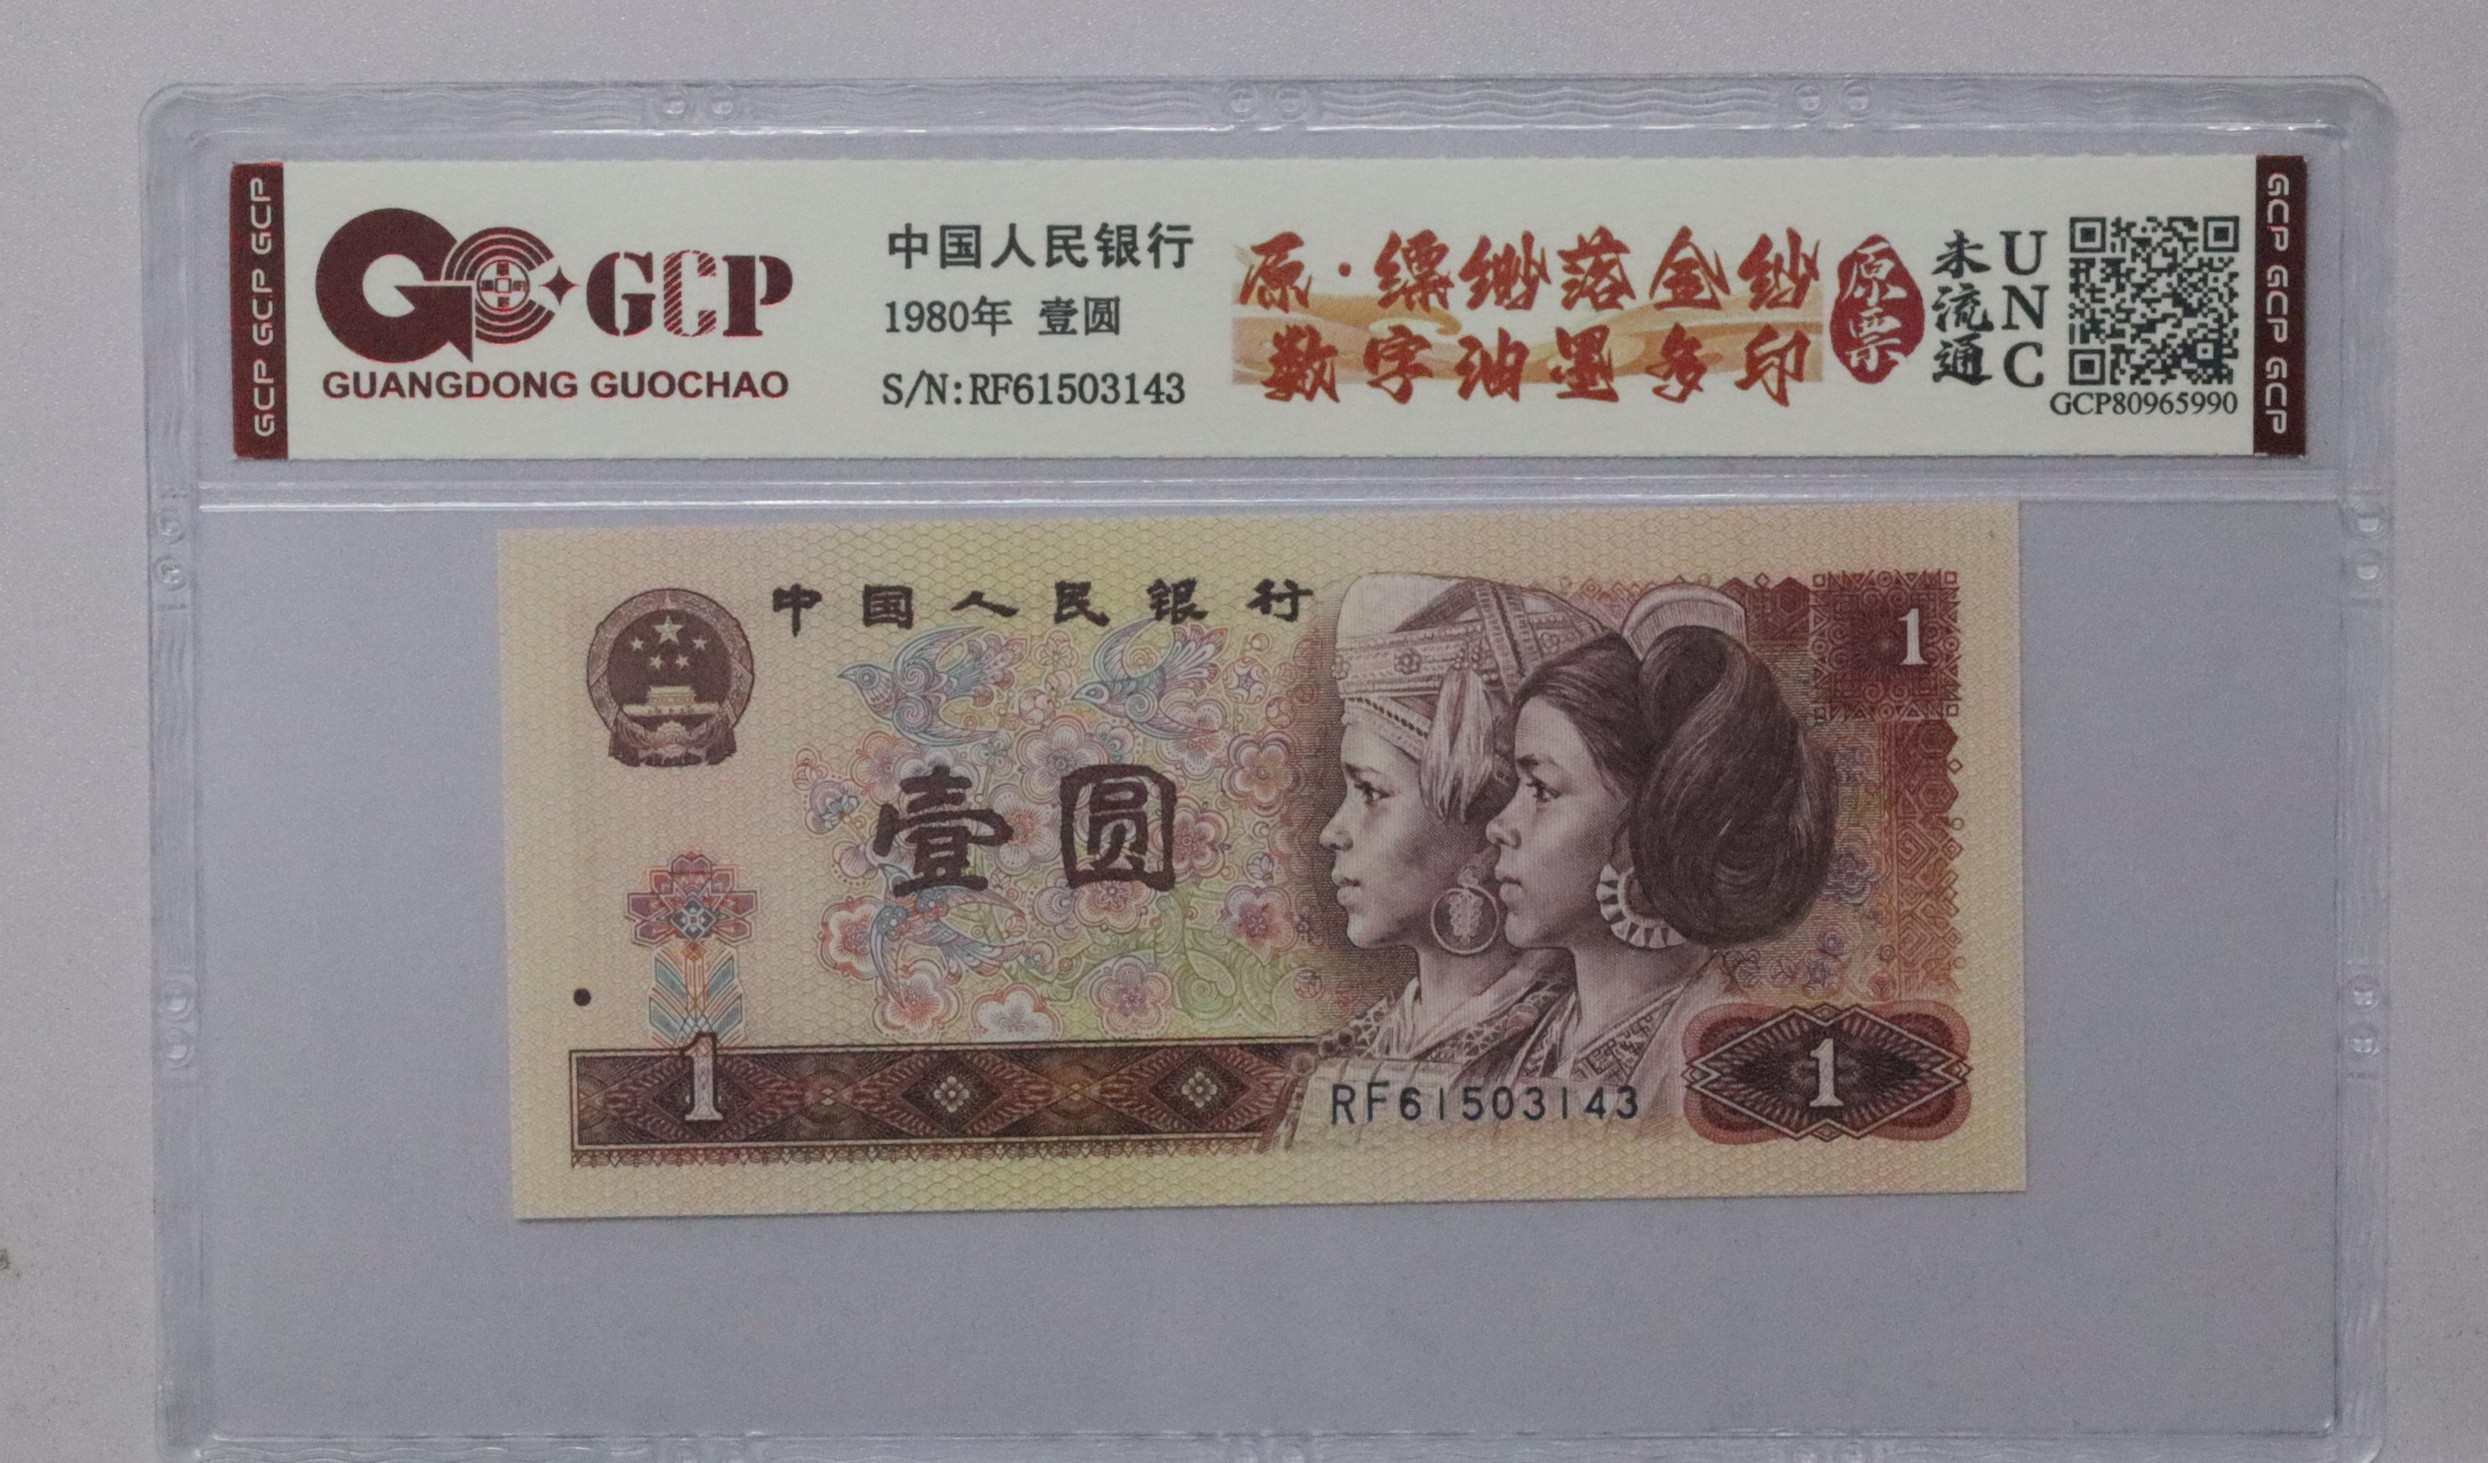 GCP GCP GCP
GCP
GUANGDONG GUOCHAO
中国人民银行
1980年 壹圆
S/N:RF61503143
原·缥缈落金纱
数字油墨多印
原票
未流通
UNC
GCP80965990
GCP GCP GCP
中国人民银行
1
壹圆
1
RF61503143
1